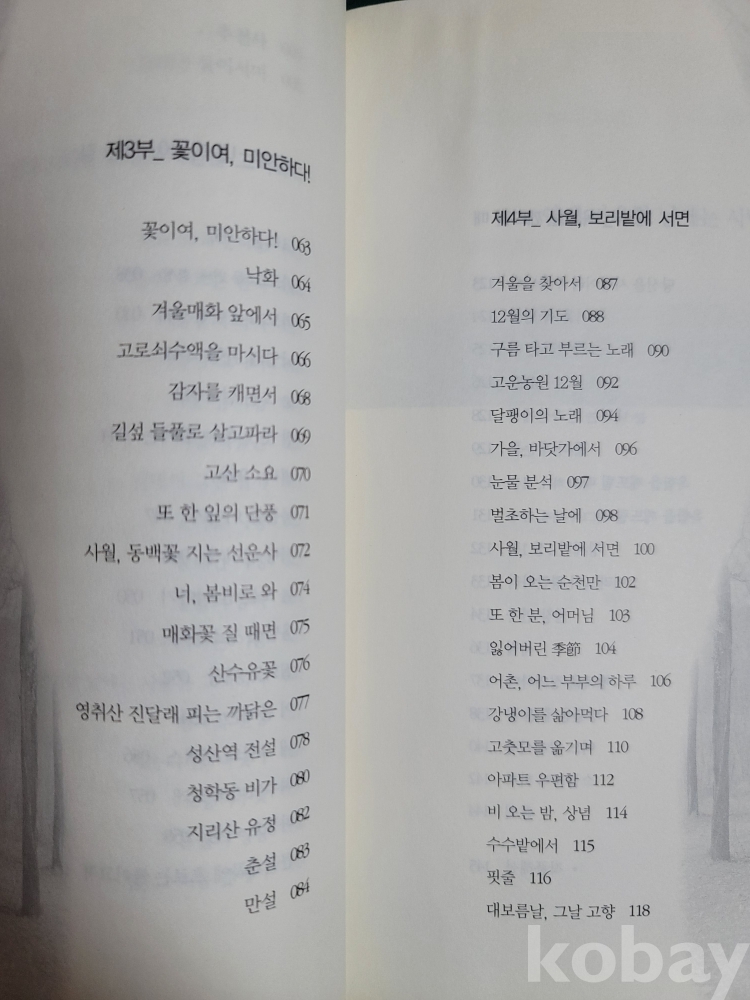 제3부_ 꽃이여, 미안하다!
꽃이여, 미안하다! 063
낙화 064
겨울매화 앞에서 065
고로쇠수액을 마시다 066
감자를 캐면서 068
길섶 들풀로 살고파라 069
고산 소요 070
또 한 잎의 단풍 071
사월, 동백꽃 지는 선운사 072
너, 봄비로 와 074
매화꽃 질 때면 075
산수유꽃 076
영취산 진달래 피는 까닭은 077
성산역 전설 078
청학동 비가 080
지리산 유정 082
춘설 083
만설 084
제4부_ 사월, 보리밭에 서면
겨울을 찾아서 087
12월의 기도 088
구름 타고 부르는 노래 090
고운농원 12월 092
달팽이의 노래 094
가을, 바닷가에서 096
눈물 분석 097
벌초하는 날에 098
사월, 보리밭에 서면 100
봄이 오는 순천만 102
또 한 분, 어머님 103
잃어버린 季節 104
어촌, 어느 부부의 하루 106
강냉이를 삶아먹다 108
고춧모를 옮기며 110
아파트 우편함 112
비 오는 밤, 상념 114
수수밭에서 115
핏줄 116
대보름날, 그날 고향 118
kobay